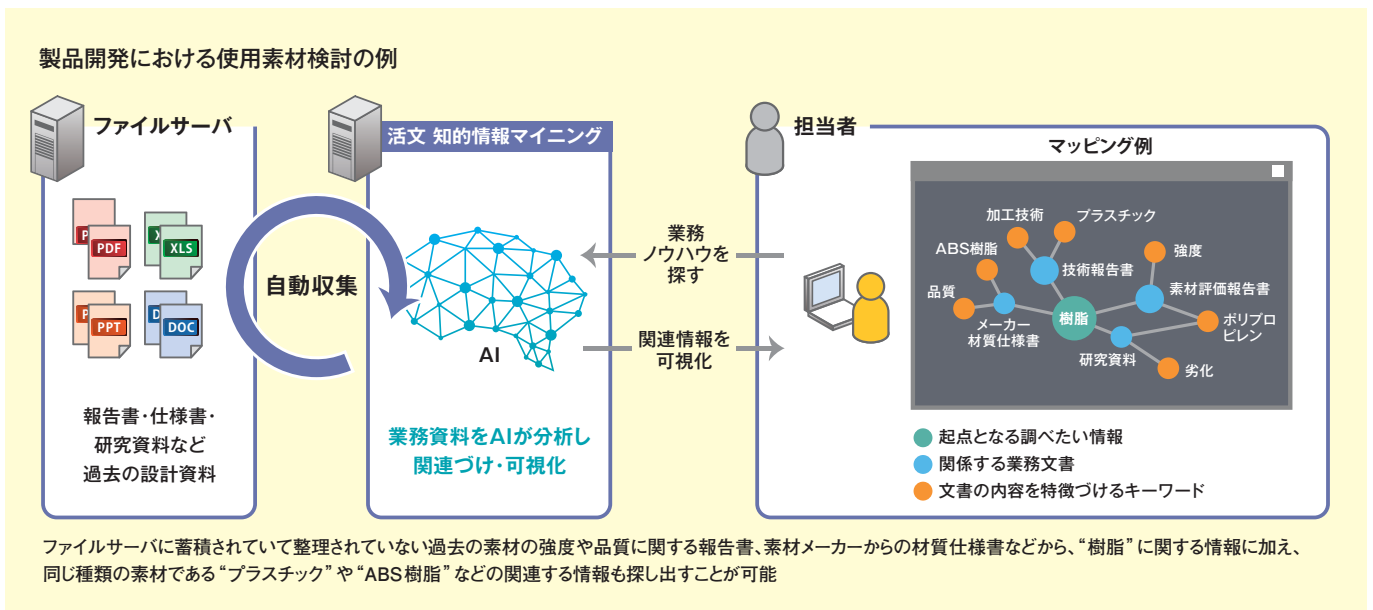 製品開発における使用素材検討の例
ファイルサーバ
PDF
XLS
PPT
DOC
報告書・仕様書・
研究資料など
過去の設計資料
自動収集
活文 知的情報マイニング
AI
業務資料をAIが分析し
関連づけ・可視化
業務
ノウハウを
探す
関連情報を
可視化
担当者
マッピング例
加工技術
プラスチック
ABS樹脂
技術報告書
強度
品質
素材評価報告書
樹脂
メーカー
材質仕様書
ポリプロ
ピレン
研究資料
劣化
起点となる調べたい情報
関係する業務文書
文書の内容を特徴づけるキーワード
ファイルサーバに蓄積されていて整理されていない過去の素材の強度や品質に関する報告書、素材メーカーからの材質仕様書などから、“樹脂”に関する情報に加え、
同じ種類の素材である“プラスチック”や“ABS樹脂”などの関連する情報も探し出すことが可能